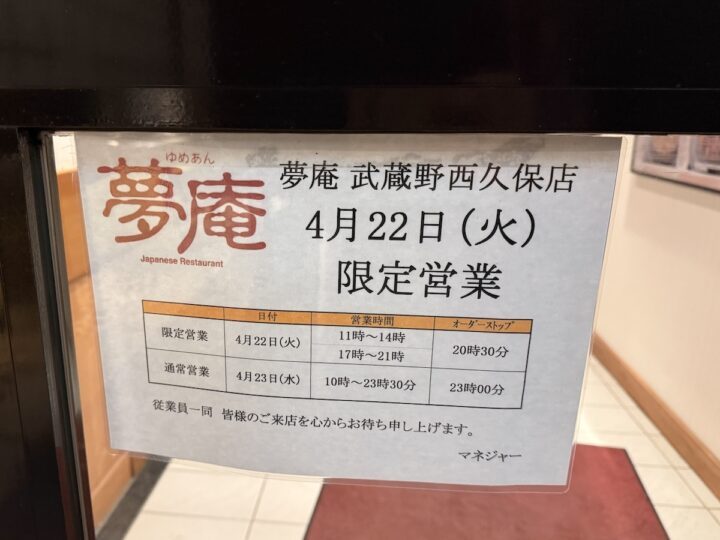 ゆめあん
夢庵
Japanese Restaurant
夢庵 武蔵野西久保店
4月22日(火)
限定営業
日付 営業時間 オーダーストップ
限定営業 4月22日(火) 11時～14時
17時～21時 20時30分
通常営業 4月23日(水) 10時～23時30分 23時00分
従業員一同 皆様のご来店を心からお待ち申し上げます。
マネジャー